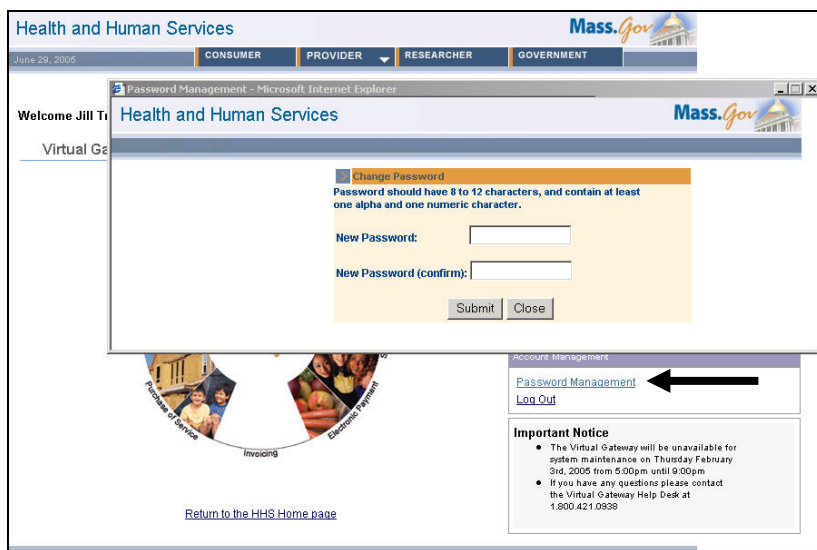 Health and Human Services
Mass.Gov
June 29, 2005
CONSUMER
PROVIDER
RESEARCHER
GOVERNMENT
Password Management - Microsoft Internet Explorer
Welcome Jill
Health and Human Services
Mass.Gov
Virtual
Change Password
Password should have 8 to 12 characters, and contain at least
one alpha and one numeric character.
New Password:
New Password (confirm):
Submit
Close
Account Management
Password Management
Log Out
Purchase of Service
Invoicing
Electronic Payment
Important Notice
The Virtual Gateway will be unavailable for
system maintenance on Thursday February
3rd, 2005 from 5:00pm until 9:00pm
If you have any questions please contact
the Virtual Gateway Help Desk at
1.800.421.0938
Return to the HHS Home page